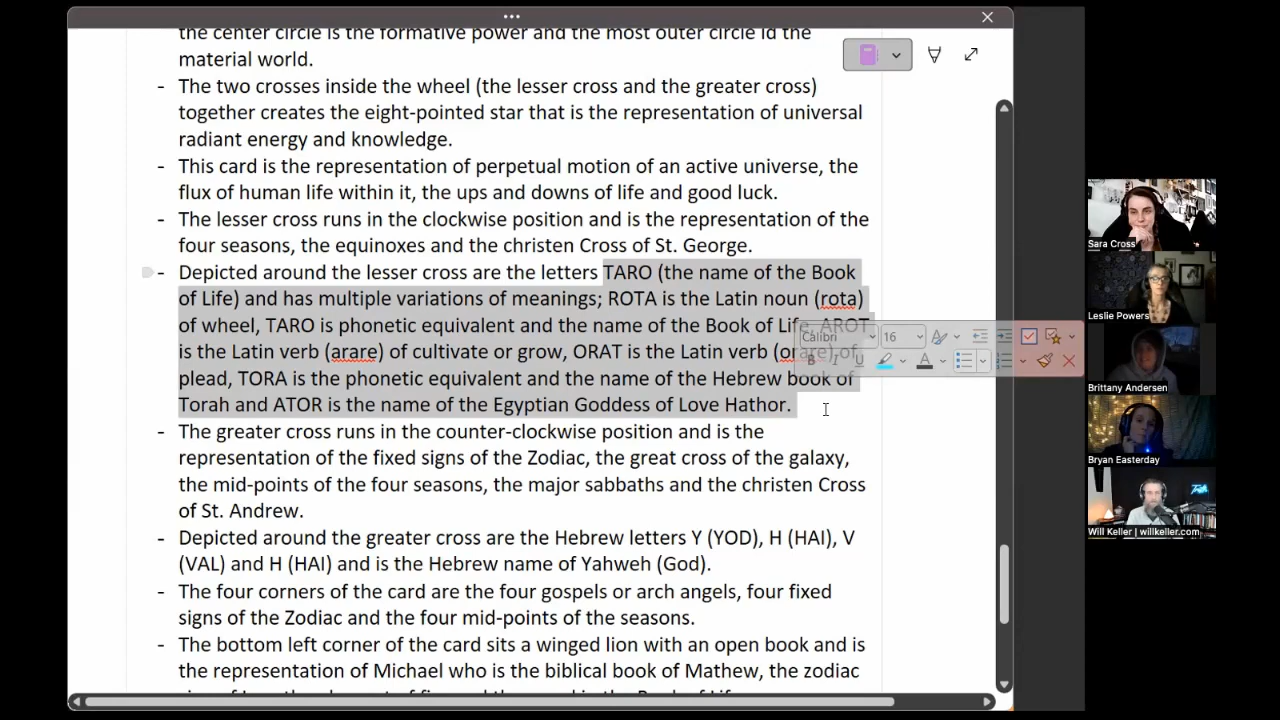 the center circle is the formative power and the most outer circle id the
material world.
- The two crosses inside the wheel (the lesser cross and the greater cross)
together creates the eight-pointed star that is the representation of universal
radiant energy and knowledge.
- This card is the representation of perpetual motion of an active universe, the
flux of human life within it, the ups and downs of life and good luck.
- The lesser cross runs in the clockwise position and is the representation of the
four seasons, the equinoxes and the christen Cross of St. George.
- Depicted around the lesser cross are the letters TARO (the name of the Book
of Life) and has multiple variations of meanings; ROTA is the Latin noun (rota)
of wheel, TARO is phonetic equivalent and the name of the Book of Life, AROT
is the Latin verb (arare) of cultivate or grow, ORAT is the Latin verb (orare) of
plead, TORA is the phonetic equivalent and the name of the Hebrew book of
Torah and ATOR is the name of the Egyptian Goddess of Love Hathor.
- The greater cross runs in the counter-clockwise position and is the
representation of the fixed signs of the Zodiac, the great cross of the galaxy,
the mid-points of the four seasons, the major sabbaths and the christen Cross
of St. Andrew.
- Depicted around the greater cross are the Hebrew letters Y (YOD), H (HAI), V
(VAL) and H (HAI) and is the Hebrew name of Yahweh (God).
- The four corners of the card are the four gospels or arch angels, four fixed
signs of the Zodiac and the four mid-points of the seasons.
- The bottom left corner of the card sits a winged lion with an open book and is
the representation of Michael who is the biblical book of Mathew, the zodiac
Calibri 16
B I U A
Sara Cross
Leslie Powers
Brittany Andersen
Bryan Easterday
Will Keller | willkeller.com